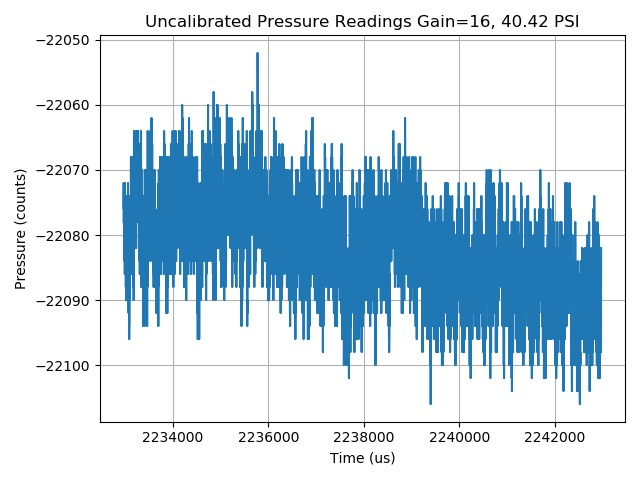 Uncalibrated Pressure Readings Gain=16, 40.42 PSI
−22050
−22060
−22070
−22080
−22090
−22100
Pressure (counts)
2234000 2236000 2238000 2240000 2242000
Time (us)